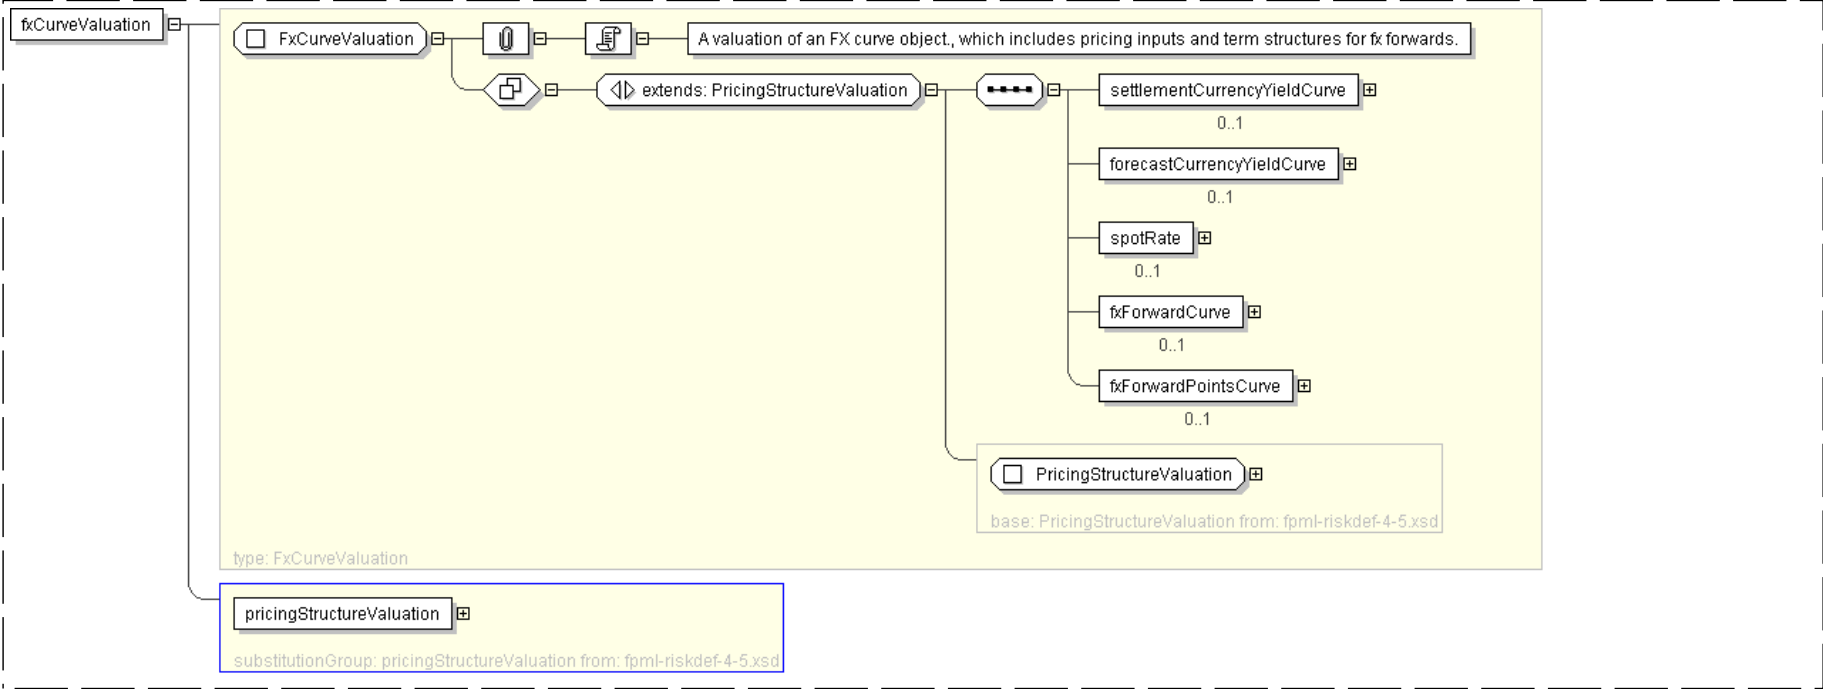 fxCurveValuation
FxCurveValuation
A valuation of an FX curve object., which includes pricing inputs and term structures for fx forwards.
extends: PricingStructureValuation
settlementCurrencyYieldCurve
0..1
forecastCurrencyYieldCurve
0..1
spotRate
0..1
fxForwardCurve
0..1
fxForwardPointsCurve
0..1
PricingStructureValuation
base: PricingStructureValuation from: fpml-riskdef-4-5.xsd
type: FxCurveValuation
pricingStructureValuation
substitutionGroup: pricingStructureValuation from: fpml-riskdef-4-5.xsd